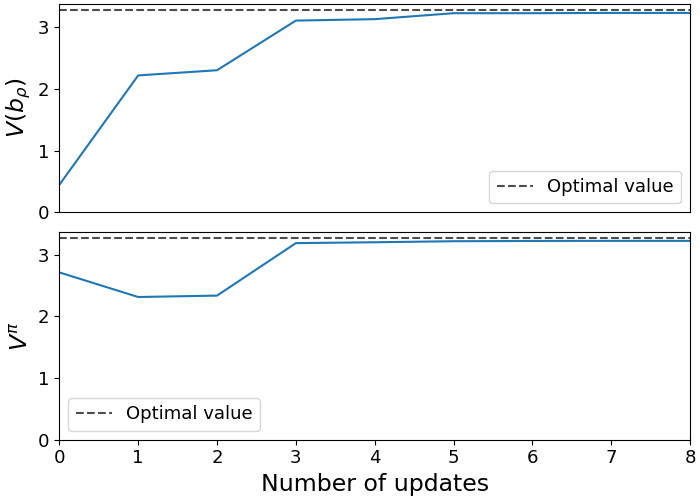 3
2
1
0
V(b_ρ)
Optimal value
3
2
1
0
V^π
Optimal value
0 1 2 3 4 5 6 7 8
Number of updates